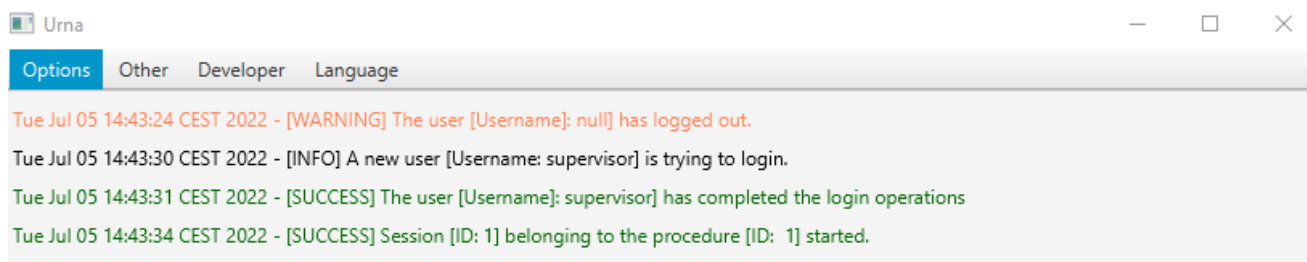 Urna
Options Other Developer Language
Tue Jul 05 14:43:24 CEST 2022 - [WARNING] The user [Username]: null] has logged out.
Tue Jul 05 14:43:30 CEST 2022 - [INFO] A new user [Username: supervisor] is trying to login.
Tue Jul 05 14:43:31 CEST 2022 - [SUCCESS] The user [Username]: supervisor] has completed the login operations
Tue Jul 05 14:43:34 CEST 2022 - [SUCCESS] Session [ID: 1] belonging to the procedure [ID:  1] started.